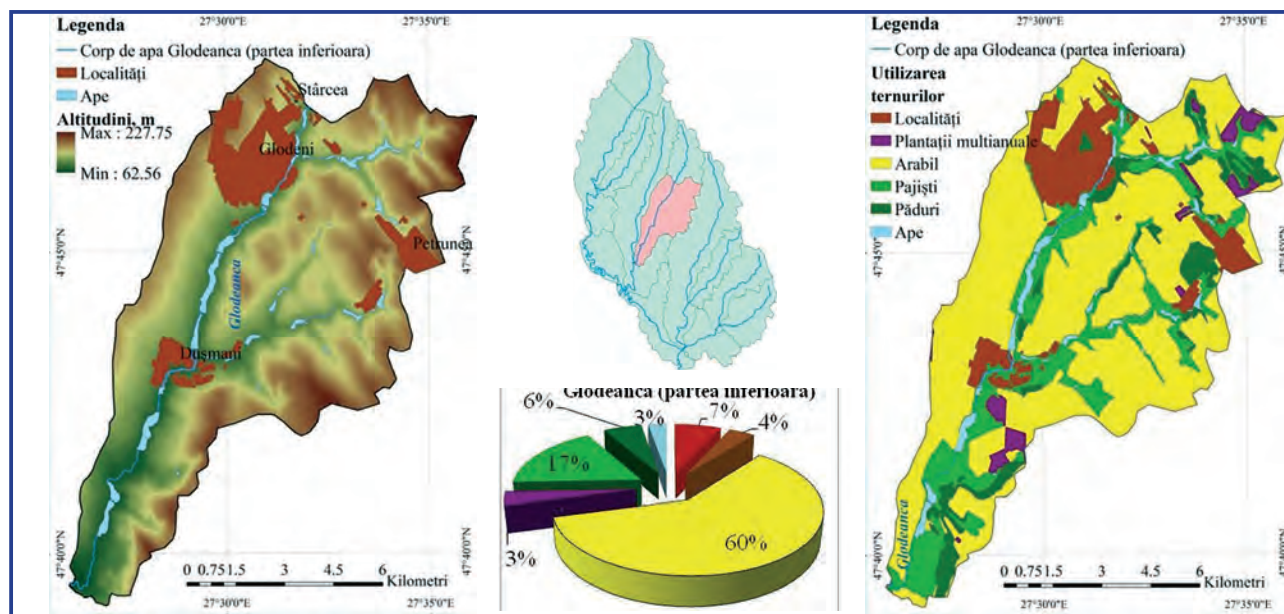 Legenda
Corp de apa Glodeanca (partea inferioara)
Localități
Ape
Altitudini, m
Max : 227.75
Min : 62.56
27°30'0"E
27°35'0"E
Stârcea
Glodeni
Petrunea
47°45'0"N
Glodeanca
Dușmani
47°40'0"N
0 0.75 1.5 3 4.5 6
Kilometri
27°30'0"E
27°35'0"E
Glodeanca (partea inferioara)
6%
3%
7%
4%
17%
3%
60%
Legenda
Corp de apa Glodeanca (partea inferioara)
Utilizarea
ternurilor
Localități
Plantații multianuale
Arabil
Pajiști
Păduri
Ape
27°30'0"E
27°35'0"E
47°45'0"N
47°40'0"N
Glodeanca
0 0.75 1.5 3 4.5 6
Kilometri
27°30'0"E
27°35'0"E